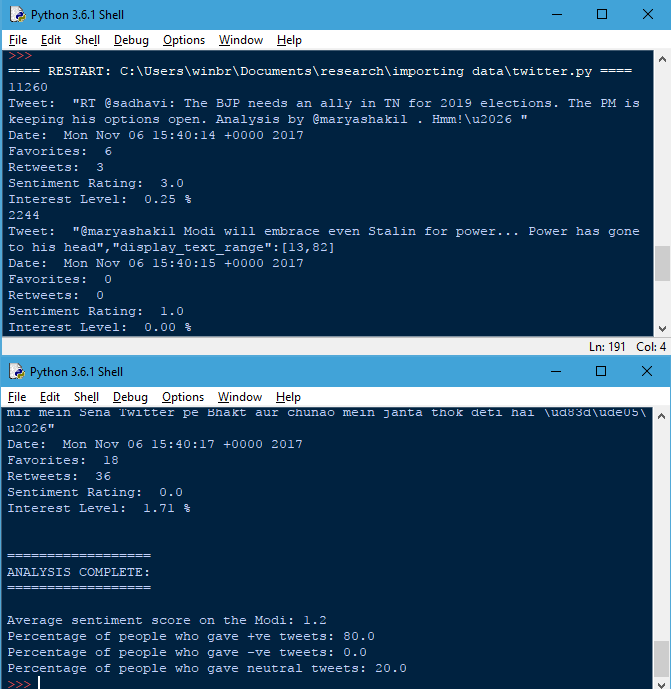 Python 3.6.1 Shell
File Edit Shell Debug Options Window Help
>>>
==== RESTART: C:\Users\winbr\Documents\research\importing data\twitter.py ====
11260
Tweet:  "RT @sadhavi: The BJP needs an ally in TN for 2019 elections. The PM is
keeping his options open. Analysis by @maryashakil . Hmm!\u2026 "
Date:  Mon Nov 06 15:40:14 +0000 2017
Favorites:  6
Retweets:  3
Sentiment Rating:  3.0
Interest Level:  0.25 %
2244
Tweet:  "@maryashakil Modi will embrace even Stalin for power... Power has gone
to his head","display_text_range":[13,82]
Date:  Mon Nov 06 15:40:15 +0000 2017
Favorites:  0
Retweets:  0
Sentiment Rating:  1.0
Interest Level:  0.00 %
Ln: 191 Col: 4
Python 3.6.1 Shell
File Edit Shell Debug Options Window Help
mir mein Sena Twitter pe Bhakt aur chunao mein janta thok deti hai \ud83d\ude05\
u2026"
Date:  Mon Nov 06 15:40:17 +0000 2017
Favorites:  18
Retweets:  36
Sentiment Rating:  0.0
Interest Level:  1.71 %
==================
ANALYSIS COMPLETE:
==================
Average sentiment score on the Modi: 1.2
Percentage of people who gave +ve tweets: 80.0
Percentage of people who gave -ve tweets: 0.0
Percentage of people who gave neutral tweets: 20.0
>>>